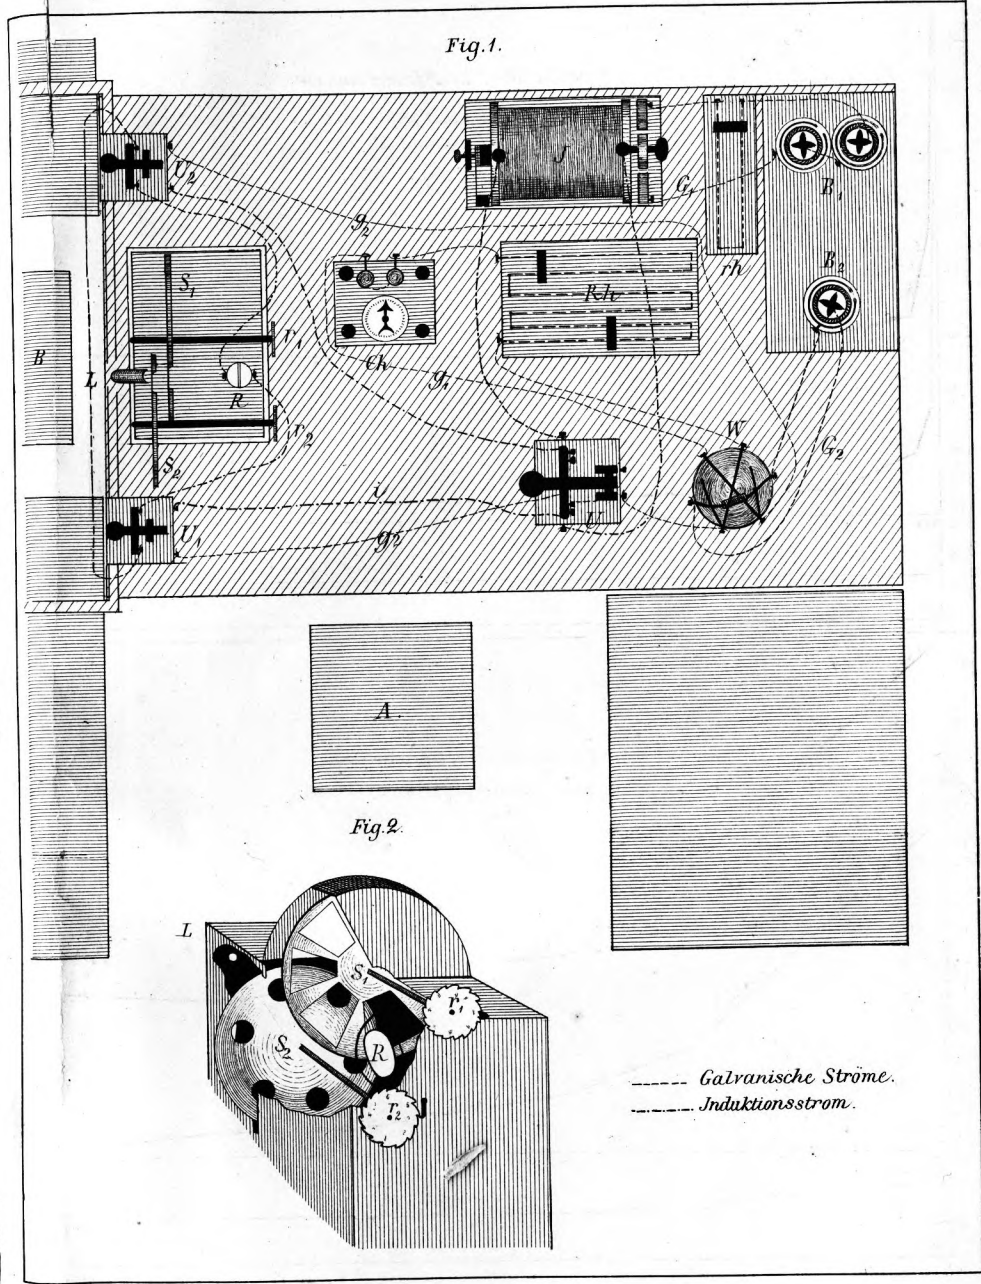 Fig. 1.
U2
J
G1
B1
g2
S1
rh
B2
Rh
r1
B
L
Ch
g1
R
r2
W
G2
S2
i
U
U1
g2
A.
Fig. 2.
L
S1
r1
S2
R
r2
Galvanische Ströme.
Induktionsstrom.